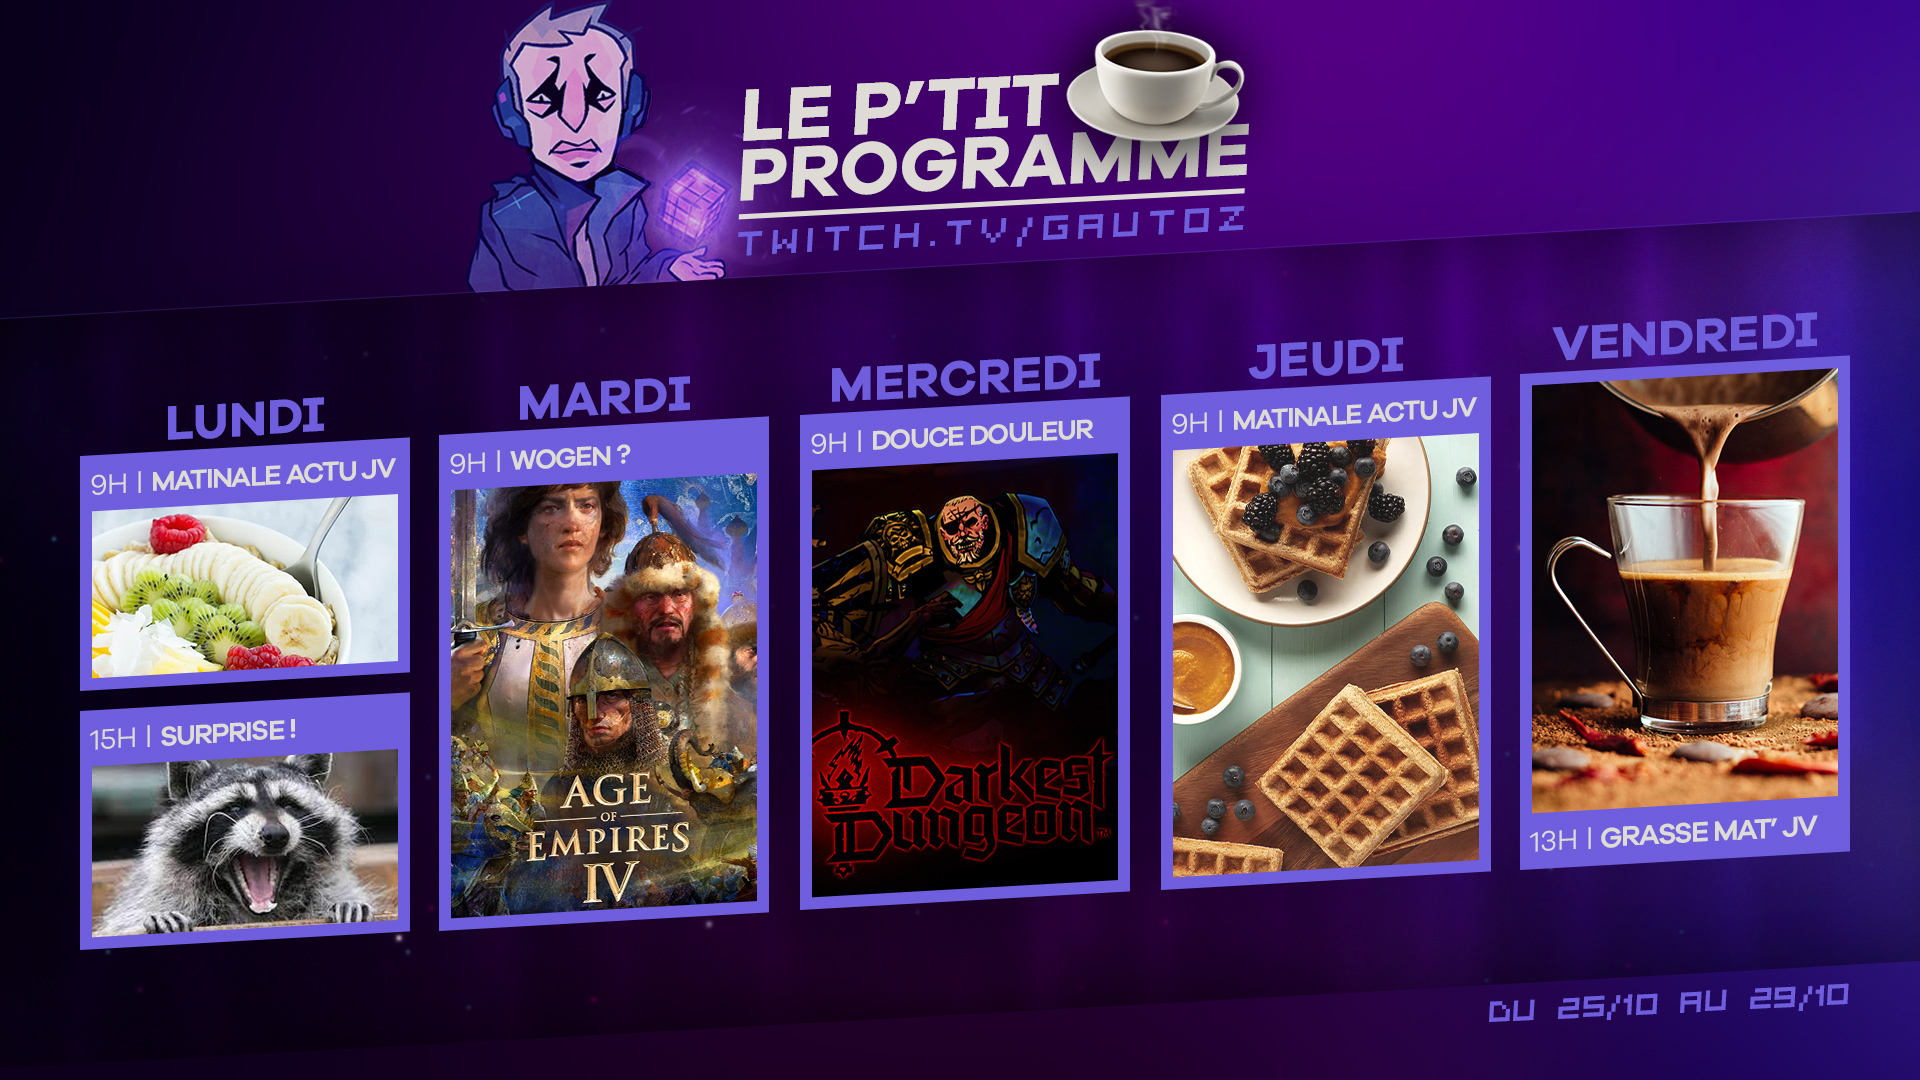 LE P'TIT
PROGRAMME
TWITCH.TV/GAUTOZ
LUNDI
9H | MATINALE ACTU JV
15H | SURPRISE !
MARDI
9H | WOGEN ?
AGE
OF
EMPIRES
IV
MERCREDI
9H | DOUCE DOULEUR
Darkest
Dungeon™
JEUDI
9H | MATINALE ACTU JV
VENDREDI
13H | GRASSE MAT' JV
DU 25/10 AU 29/10